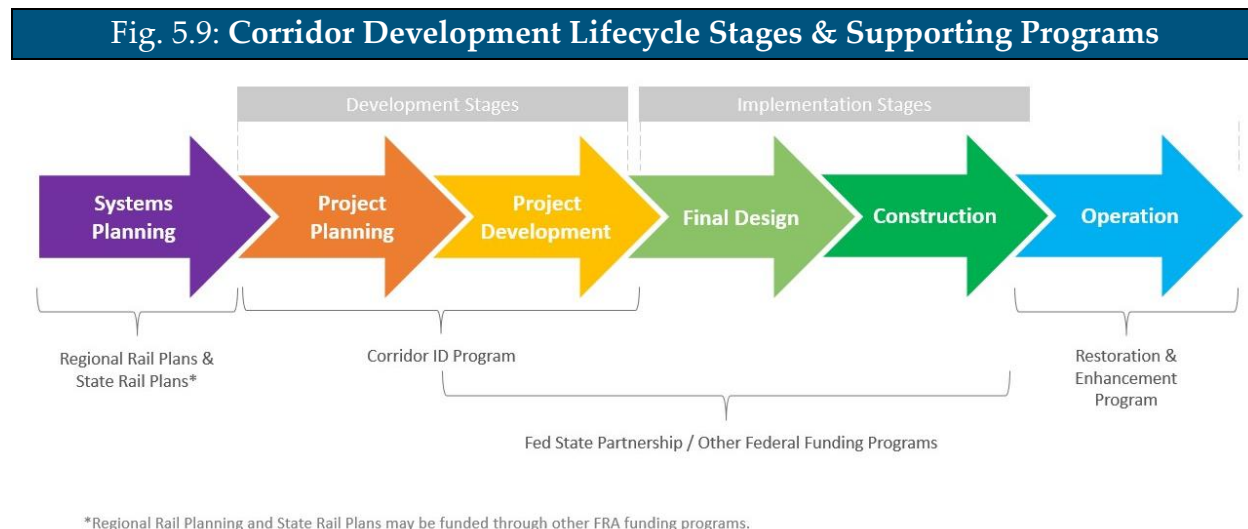 Fig. 5.9: Corridor Development Lifecycle Stages & Supporting Programs
Development Stages
Implementation Stages
Systems
Planning
Project
Planning
Project
Development
Final Design
Construction
Operation
Regional Rail Plans &
State Rail Plans*
Corridor ID Program
Restoration &
Enhancement
Program
Fed State Partnership / Other Federal Funding Programs
*Regional Rail Planning and State Rail Plans may be funded through other FRA funding programs.